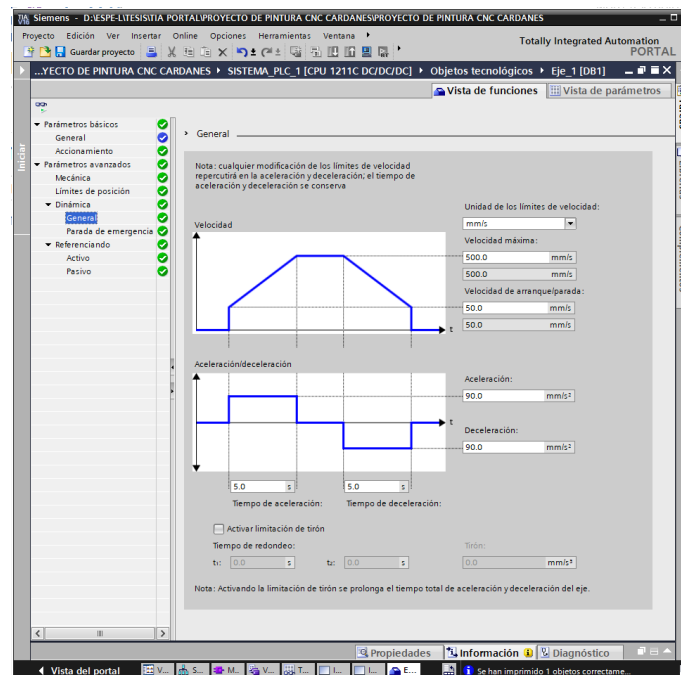 Siemens - D:\ESPE-LITESIS\TIA PORTAL\PROYECTO DE PINTURA CNC CARDANES\PROYECTO DE PINTURA CNC CARDANES
Proyecto Edición Ver Insertar Online Opciones Herramientas Ventana
Totally Integrated Automation
PORTAL
Guardar proyecto
...YECTO DE PINTURA CNC CARDANES SISTEMA_PLC_1 [CPU 1211C DC/DC/DC] Objetos tecnológicos Eje_1 [DB1]
Vista de funciones Vista de parámetros
Iniciar
Parámetros básicos
General
Accionamiento
Parámetros avanzados
Mecánica
Límites de posición
Dinámica
General
Parada de emergencia
Referenciando
Activo
Pasivo
General
Nota: cualquier modificación de los límites de velocidad
repercutirá en la aceleración y deceleración; el tiempo de
aceleración y deceleración se conserva
Unidad de los límites de velocidad:
mm/s
Velocidad
Velocidad máxima:
500.0 mm/s
500.0 mm/s
Velocidad de arranque/parada:
50.0 mm/s
50.0 mm/s
t
Aceleración/deceleración
Aceleración:
90.0 mm/s²
t
Deceleración:
90.0 mm/s²
5.0 s 5.0 s
Tiempo de aceleración: Tiempo de deceleración:
Activar limitación de tirón
Tiempo de redondeo: Tirón:
t₁: 0.0 s t₂: 0.0 s 0.0 mm/s³
Nota: Activando la limitación de tirón se prolonga el tiempo total de aceleración y deceleración del eje.
Propiedades Información Diagnóstico
Vista del portal V... S... M... V... T... I... I... E... Se han imprimido 1 objetos correctame...